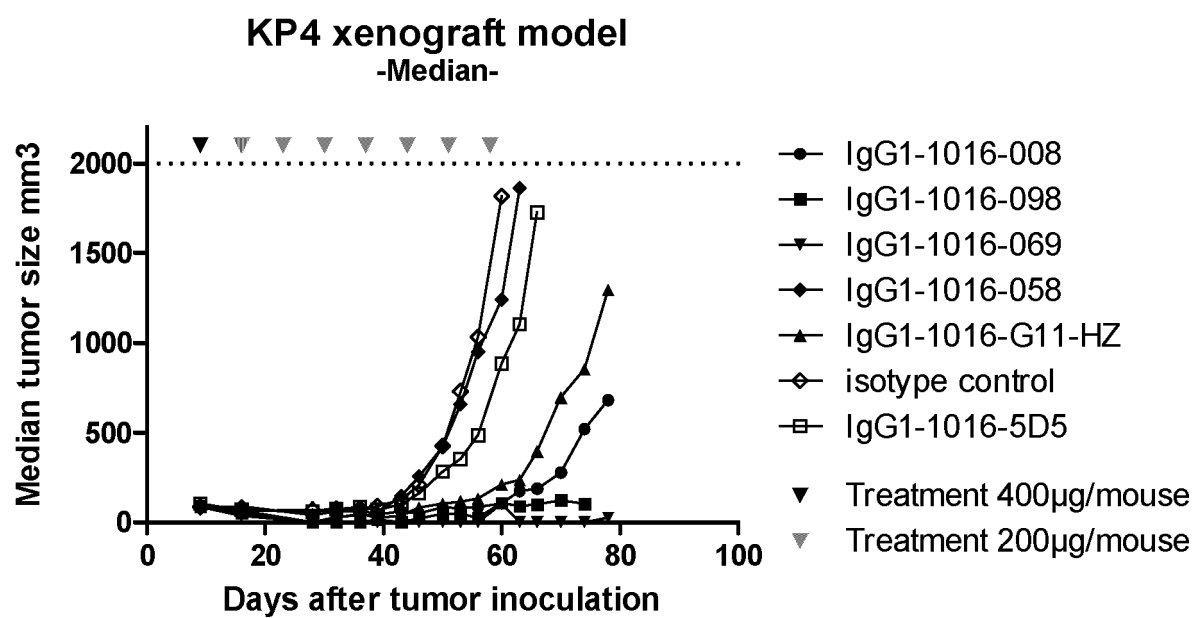 KP4 xenograft model
-Median-
Median tumor size mm3
2000
1500
1000
500
0
0 20 40 60 80 100
Days after tumor inoculation
IgG1-1016-008
IgG1-1016-098
IgG1-1016-069
IgG1-1016-058
IgG1-1016-G11-HZ
isotype control
IgG1-1016-5D5
Treatment 400µg/mouse
Treatment 200µg/mouse